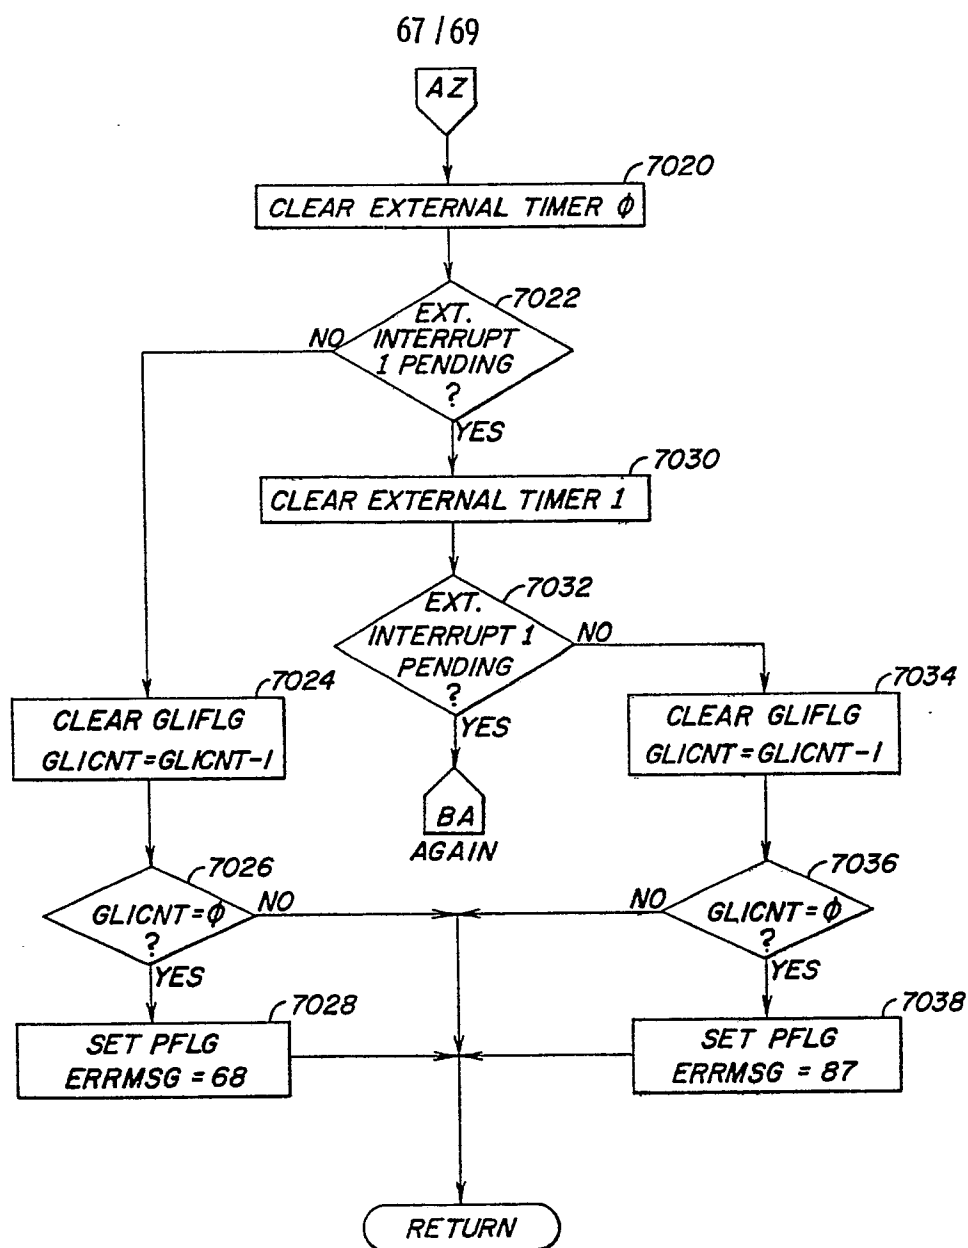 67 / 69
AZ
7020
CLEAR EXTERNAL TIMER ϕ
7022
EXT.
INTERRUPT
1 PENDING
?
NO
YES
7030
CLEAR EXTERNAL TIMER 1
7032
EXT.
INTERRUPT 1
PENDING
?
NO
YES
7024
CLEAR GLIFLG
GLICNT=GLICNT-1
7034
CLEAR GLIFLG
GLICNT=GLICNT-1
BA
AGAIN
7026
GLICNT=ϕ
?
NO
YES
7036
GLICNT=ϕ
?
NO
YES
7028
SET PFLG
ERRMSG = 68
7038
SET PFLG
ERRMSG = 87
RETURN